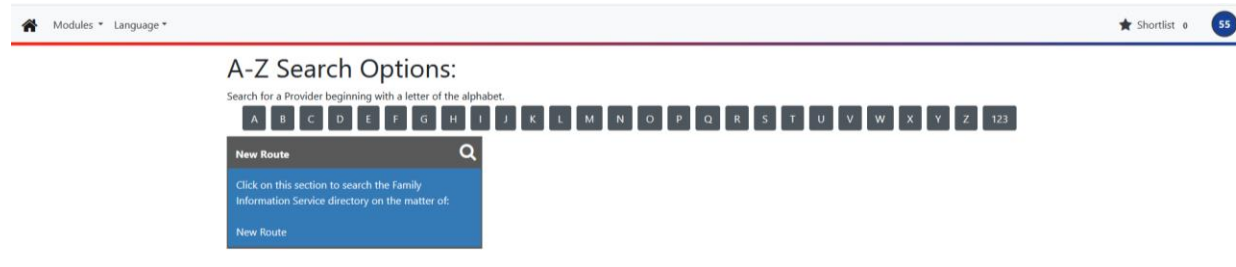 Modules Language Shortlist 0 55
A-Z Search Options:
Search for a Provider beginning with a letter of the alphabet.
A B C D E F G H I J K L M N O P Q R S T U V W X Y Z 123
New Route
Click on this section to search the Family
Information Service directory on the matter of:
New Route